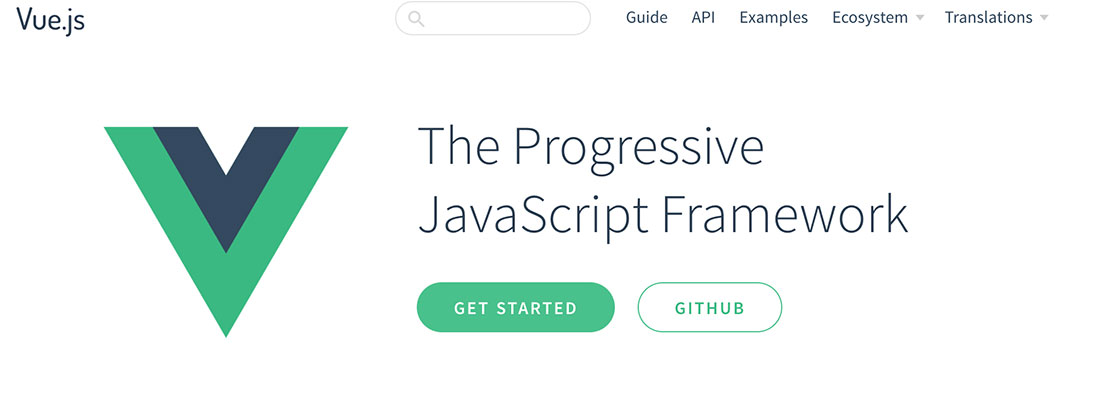 Vue.js
Guide API Examples Ecosystem Translations
The Progressive
JavaScript Framework
GET STARTED GITHUB